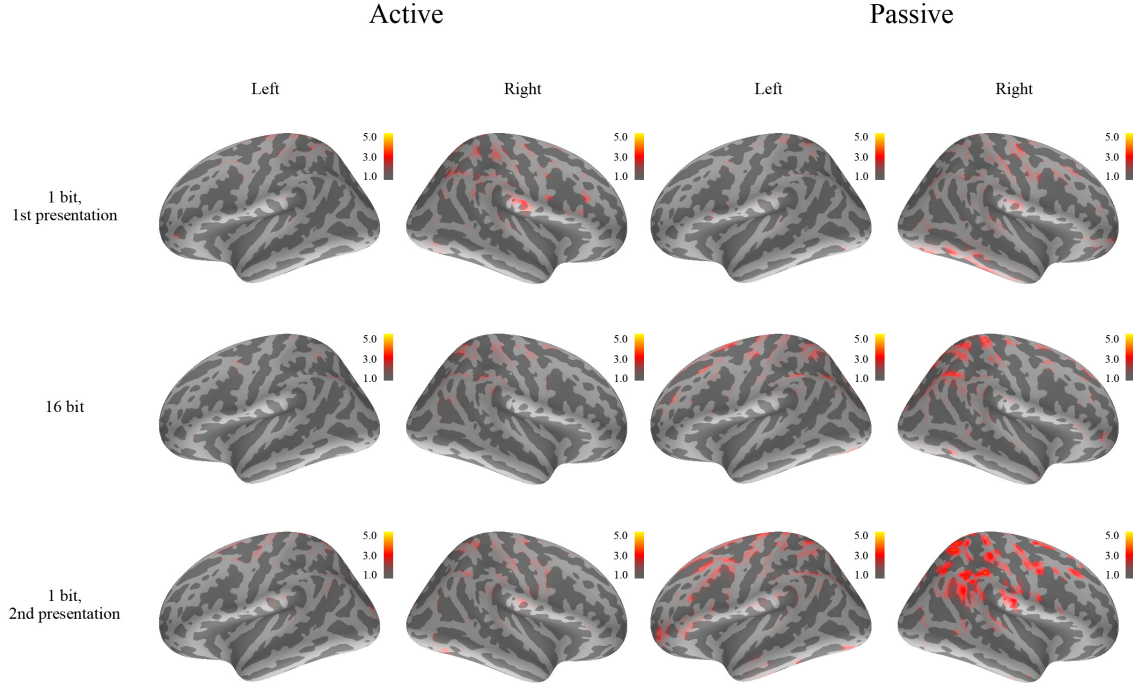 Active Passive
Left Right Left Right
5.0 5.0 5.0 5.0
3.0 3.0 3.0 3.0
1.0 1.0 1.0 1.0
1 bit,
1st presentation
5.0 5.0 5.0 5.0
3.0 3.0 3.0 3.0
1.0 1.0 1.0 1.0
16 bit
5.0 5.0 5.0 5.0
3.0 3.0 3.0 3.0
1.0 1.0 1.0 1.0
1 bit,
2nd presentation